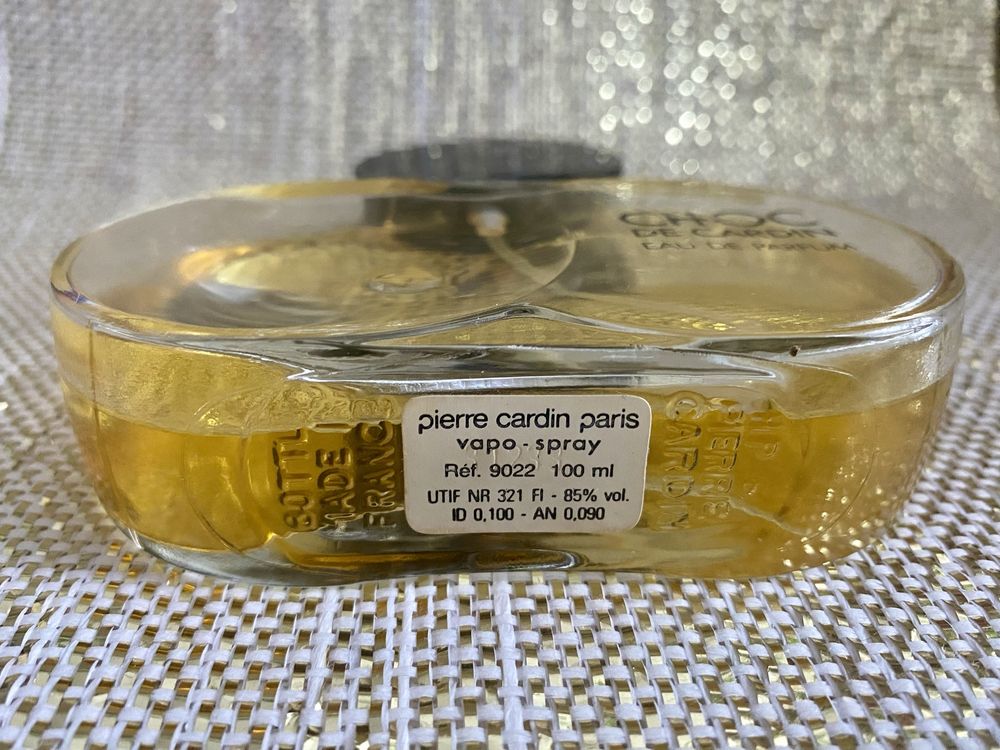 CHOC
DE CARDIN
EAU DE PARFUM
pierre cardin paris
vapo-spray
Réf. 9022 100 ml
UTIF NR 321 FI - 85% vol.
ID 0,100 - AN 0,090
BOTTLE
MADE IN
FRANCE
PIERRE
CARDIN